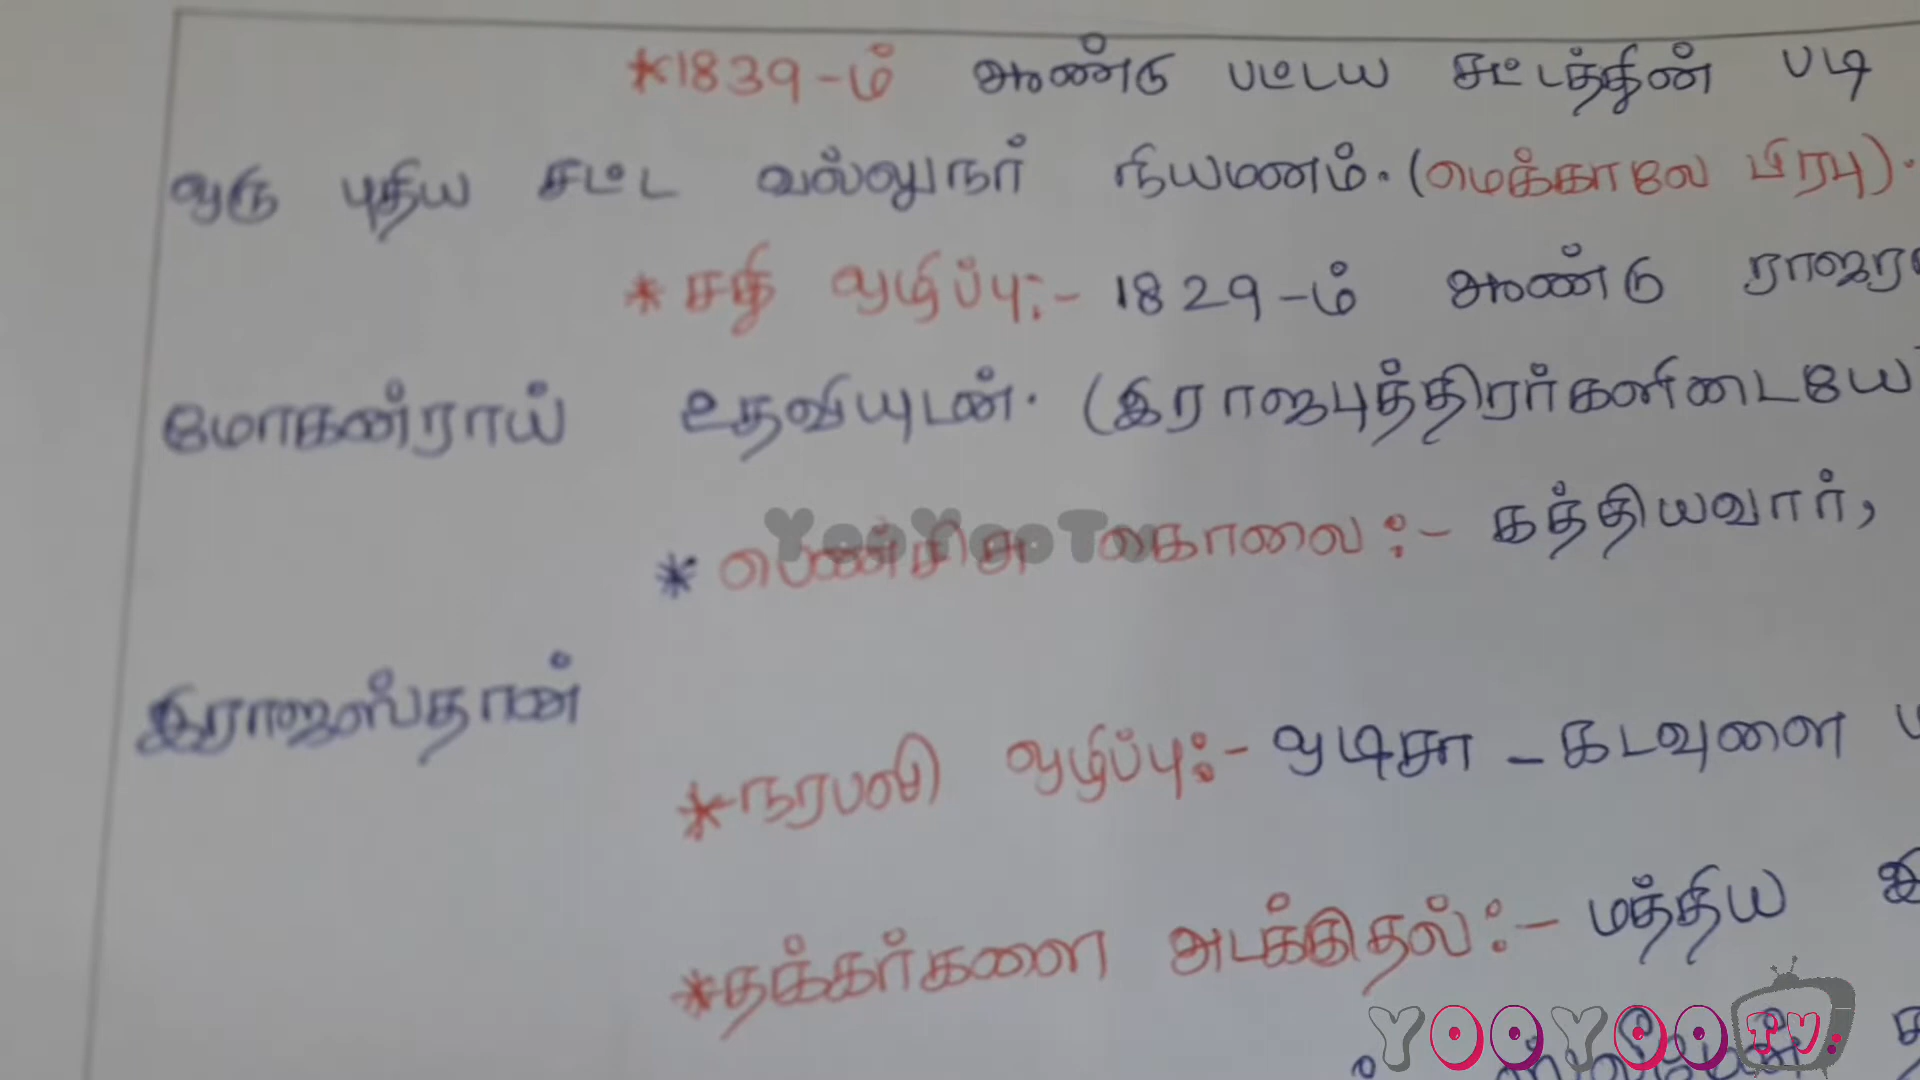 *1839-ம் ஆண்டு பட்டய சட்டத்தின் படி
ஒரு புதிய சட்ட வல்லுநர் நியமனம். (மெக்காலே பிரபு).
*சதி ஒழிப்பு:- 1829-ம் ஆண்டு
மோகன்ராய் உதவியுடன். (இராஜபுத்திரர்களிடையே)
YooYooTv
* பெண்சிசு கொலை:- கத்தியவார்,
இராஜஸ்தான்
*நரபலி ஒழிப்பு:- ஒடிசா - கடவுளை
*தக்கர்களை அடக்கிதல்:- மத்திய
YOOYOO TV